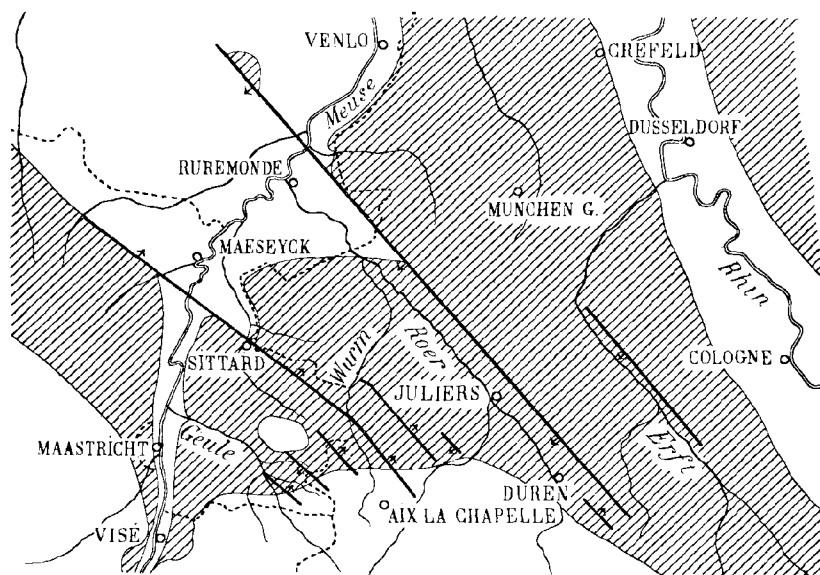 VENLO
CREFELD
Meuse
DUSSELDORF
RUREMONDE
MUNCHEN G.
MAESEYCK
Rhin
Wurm
Roer
COLOGNE
SITTARD
JULIERS
MAASTRICHT
Geule
Erft
DUREN
AIX LA CHAPELLE
VISÉ